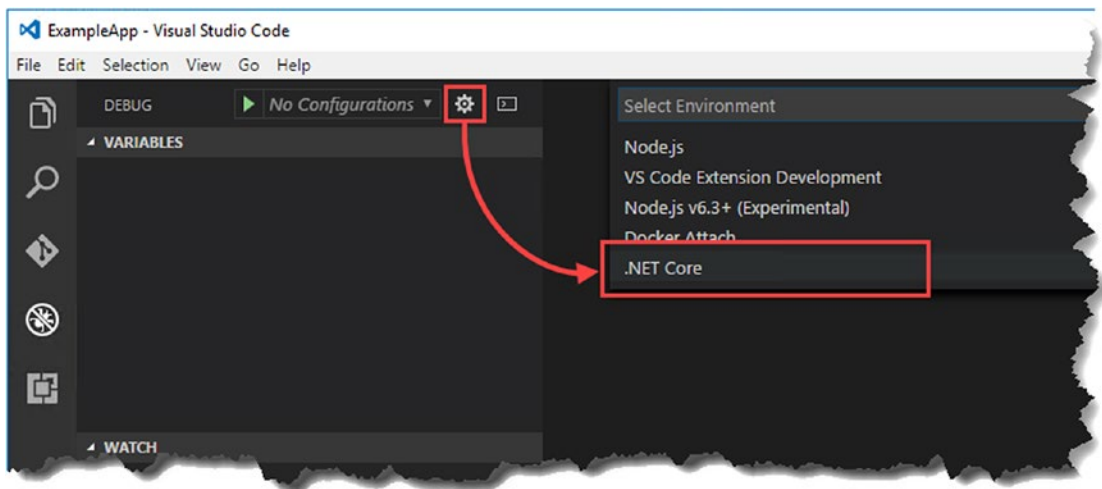 ExampleApp - Visual Studio Code
File Edit Selection View Go Help
DEBUG No Configurations
VARIABLES
Select Environment
Node.js
VS Code Extension Development
Node.js v6.3+ (Experimental)
Docker Attach
.NET Core
WATCH